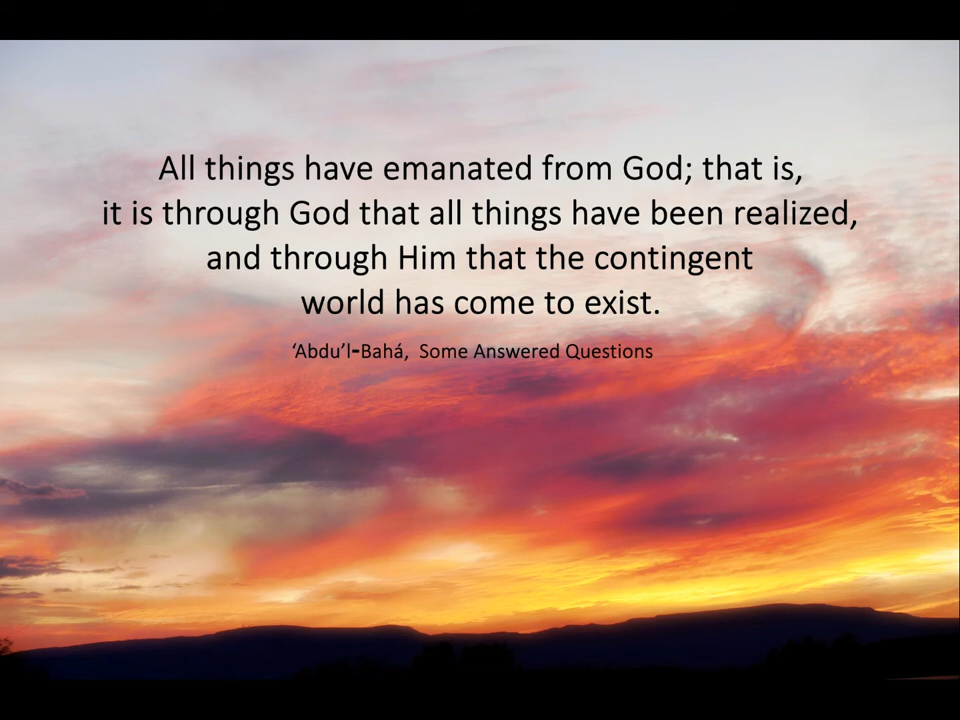 All things have emanated from God; that is,
it is through God that all things have been realized,
and through Him that the contingent
world has come to exist.
‘Abdu’l-Bahá,  Some Answered Questions